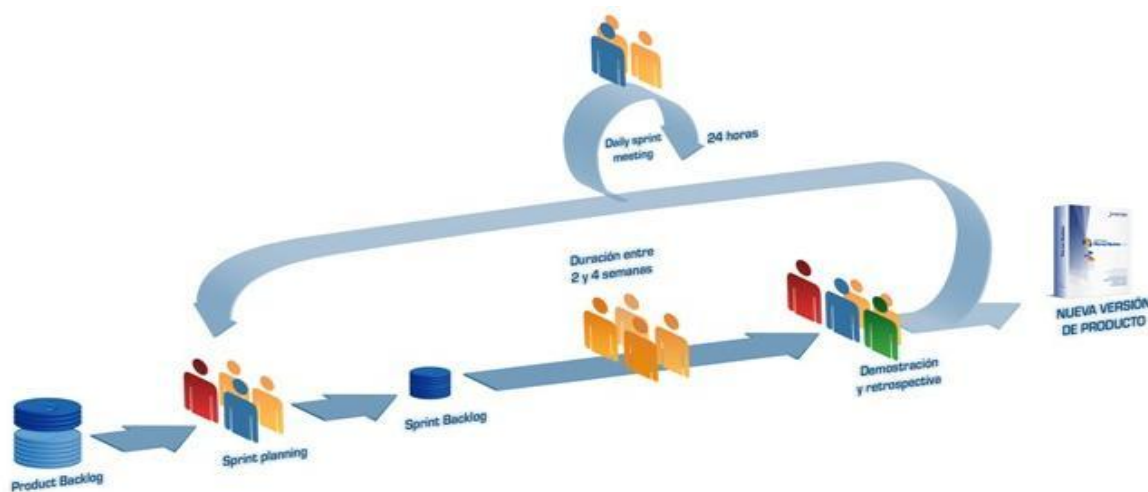 Daily sprint
meeting
24 horas
Duración entre
2 y 4 semanas
NUEVA VERSIÓN
DE PRODUCTO
Demostración
y retrospectiva
Sprint Backlog
Sprint planning
Product Backlog